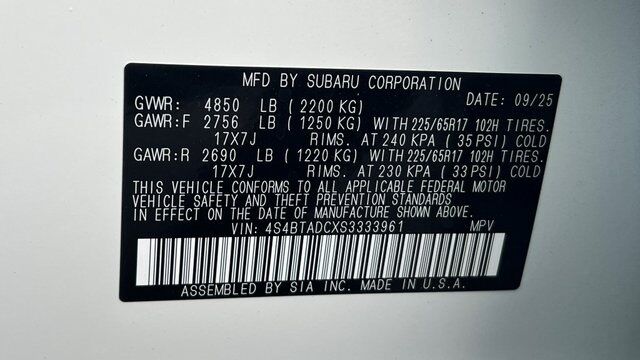 MFD BY SUBARU CORPORATION
GVWR: 4850 LB ( 2200 KG) DATE: 09/25
GAWR:F 2756 LB ( 1250 KG) WITH 225/65R17 102H TIRES.
17X7J RIMS. AT 240 KPA ( 35 PSI) COLD
GAWR:R 2690 LB ( 1220 KG) WITH 225/65R17 102H TIRES.
17X7J RIMS. AT 230 KPA ( 33 PSI) COLD
THIS VEHICLE CONFORMS TO ALL APPLICABLE FEDERAL MOTOR
VEHICLE SAFETY AND THEFT PREVENTION STANDARDS
IN EFFECT ON THE DATE OF MANUFACTURE SHOWN ABOVE.
VIN: 4S4BTADCXS3333961 MPV
ASSEMBLED BY SIA INC. MADE IN U.S.A.